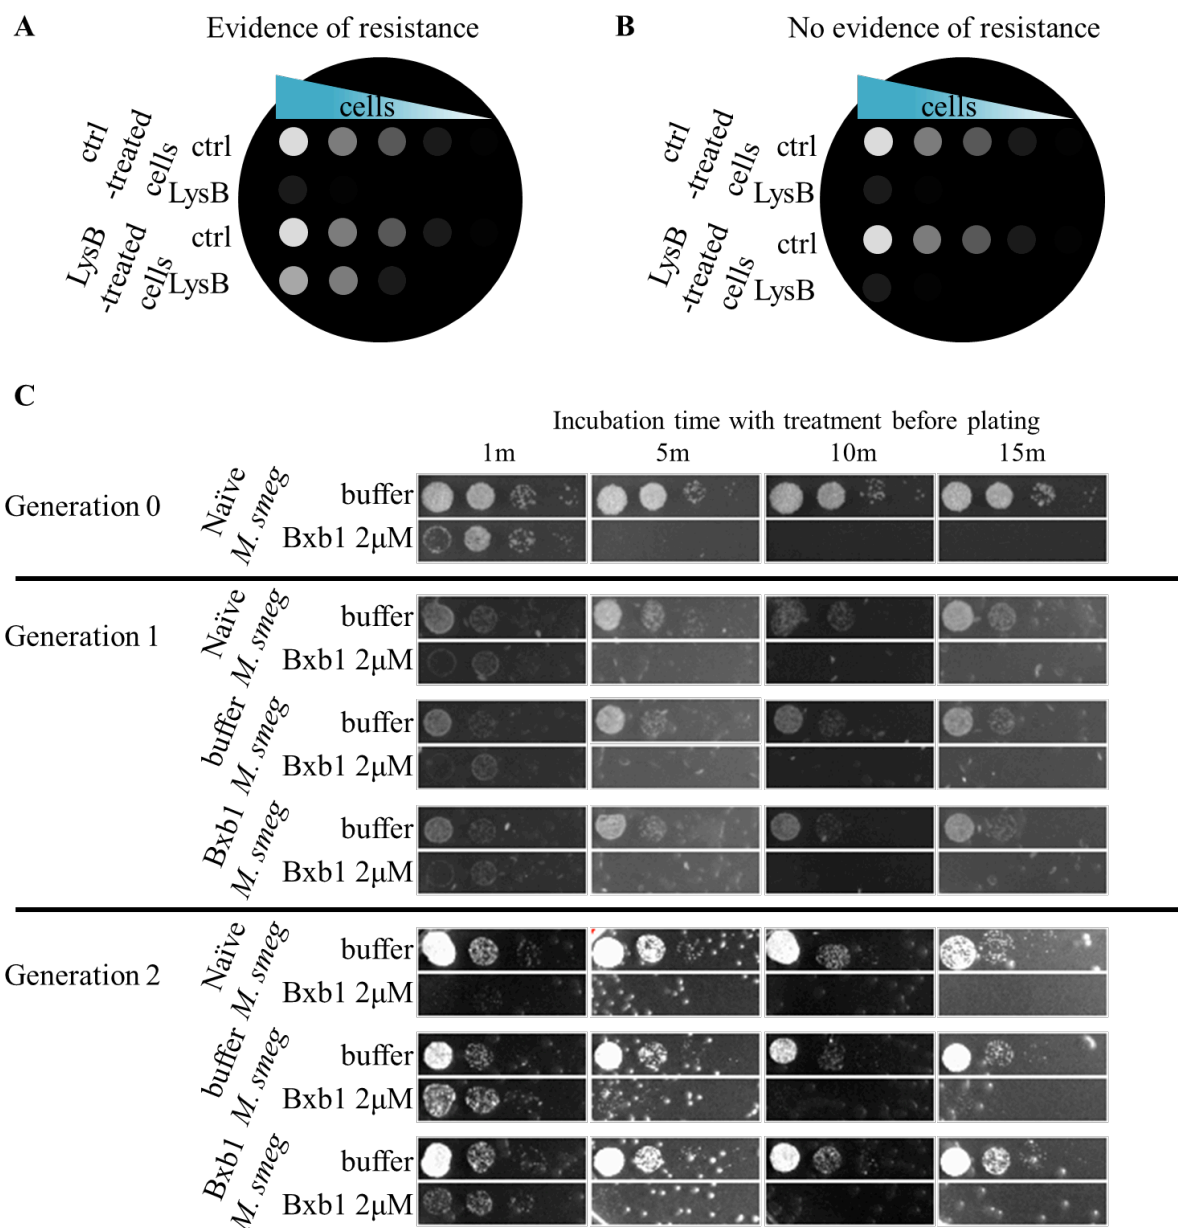 A
Evidence of resistance
cells
ctrl
-treated
cells
ctrl
LysB
LysB
-treated
cells
ctrl
LysB
B
No evidence of resistance
cells
ctrl
-treated
cells
ctrl
LysB
LysB
-treated
cells
ctrl
LysB
C
Incubation time with treatment before plating
1m 5m 10m 15m
Generation 0
Naïve
M. smeg
buffer
Bxb1 2µM
Generation 1
Naïve
M. smeg
buffer
Bxb1 2µM
buffer
M. smeg
buffer
Bxb1 2µM
Bxb1
M. smeg
buffer
Bxb1 2µM
Generation 2
Naïve
M. smeg
buffer
Bxb1 2µM
buffer
M. smeg
buffer
Bxb1 2µM
Bxb1
M. smeg
buffer
Bxb1 2µM